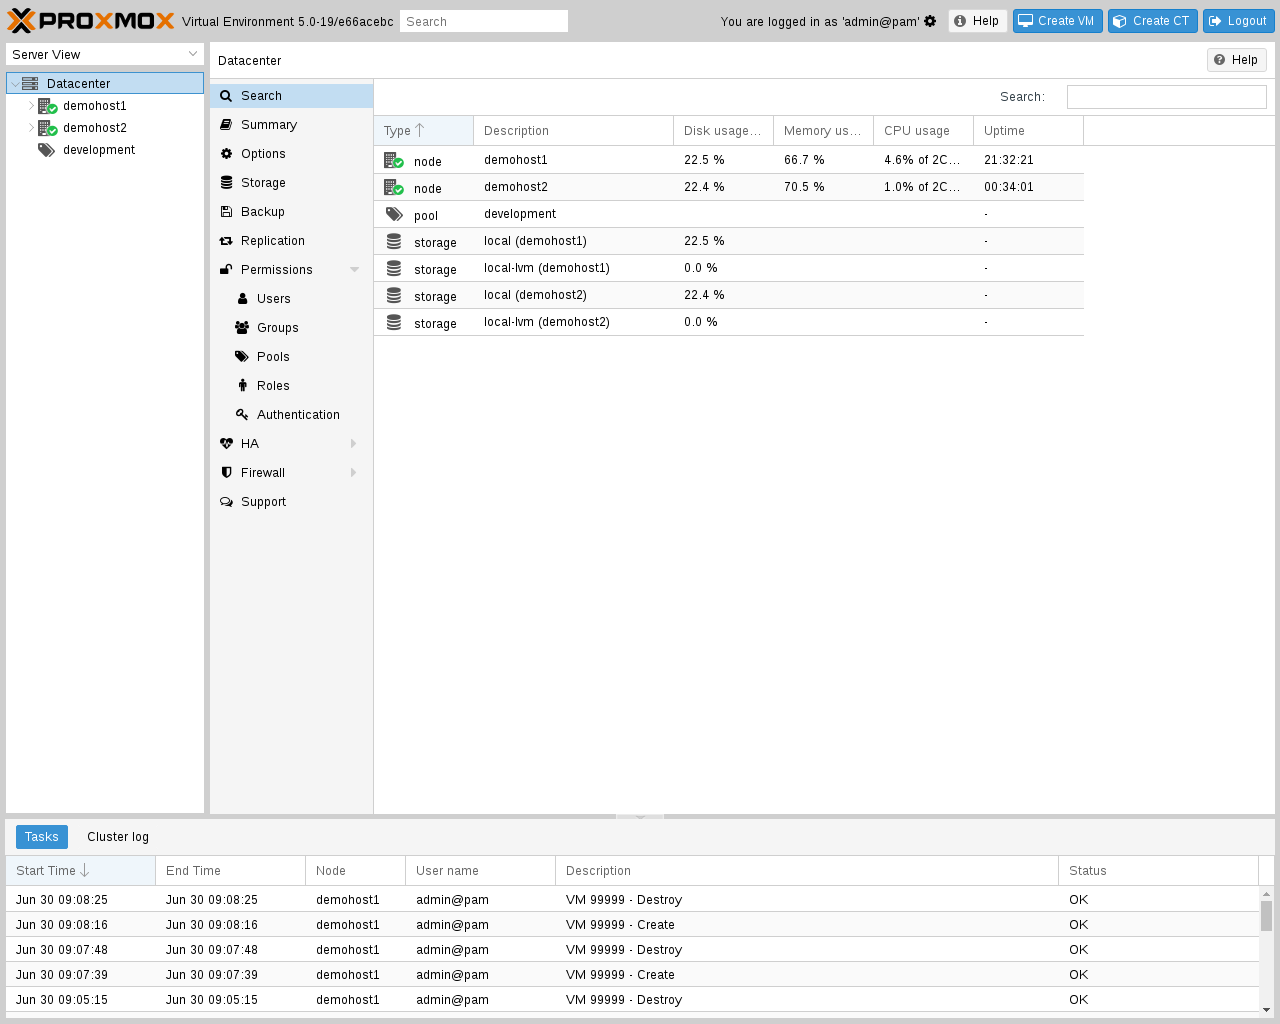 PROXMOX Virtual Environment 5.0-19/e66acebc Search You are logged in as 'admin@pam' Help Create VM Create CT Logout
Server View
Datacenter
demohost1
demohost2
development
Datacenter Help
Search
Summary
Options
Storage
Backup
Replication
Permissions
Users
Groups
Pools
Roles
Authentication
HA
Firewall
Support
Search:
Type Description Disk usage... Memory us... CPU usage Uptime
node demohost1 22.5 % 66.7 % 4.6% of 2C... 21:32:21
node demohost2 22.4 % 70.5 % 1.0% of 2C... 00:34:01
pool development -
storage local (demohost1) 22.5 % -
storage local-lvm (demohost1) 0.0 % -
storage local (demohost2) 22.4 % -
storage local-lvm (demohost2) 0.0 % -
Tasks Cluster log
Start Time End Time Node User name Description Status
Jun 30 09:08:25 Jun 30 09:08:25 demohost1 admin@pam VM 99999 - Destroy OK
Jun 30 09:08:16 Jun 30 09:08:16 demohost1 admin@pam VM 99999 - Create OK
Jun 30 09:07:48 Jun 30 09:07:48 demohost1 admin@pam VM 99999 - Destroy OK
Jun 30 09:07:39 Jun 30 09:07:39 demohost1 admin@pam VM 99999 - Create OK
Jun 30 09:05:15 Jun 30 09:05:15 demohost1 admin@pam VM 99999 - Destroy OK